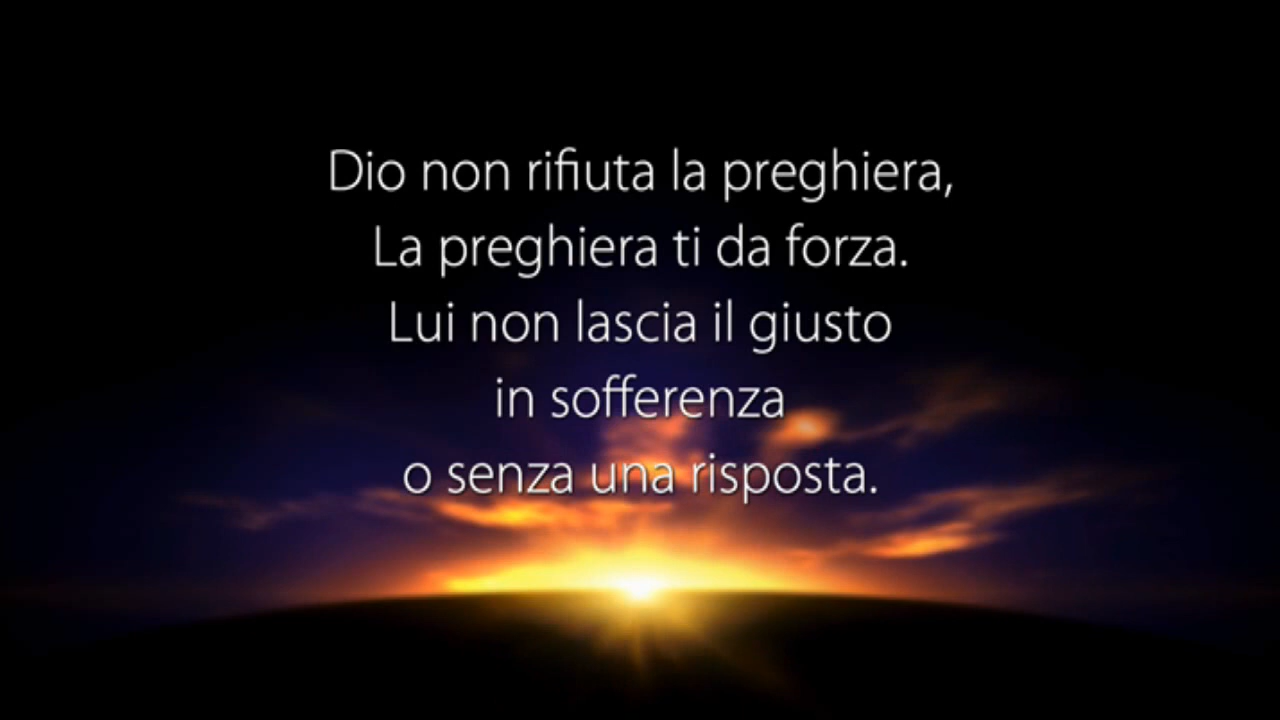 Dio non rifiuta la preghiera,
La preghiera ti da forza.
Lui non lascia il giusto
in sofferenza
o senza una risposta.